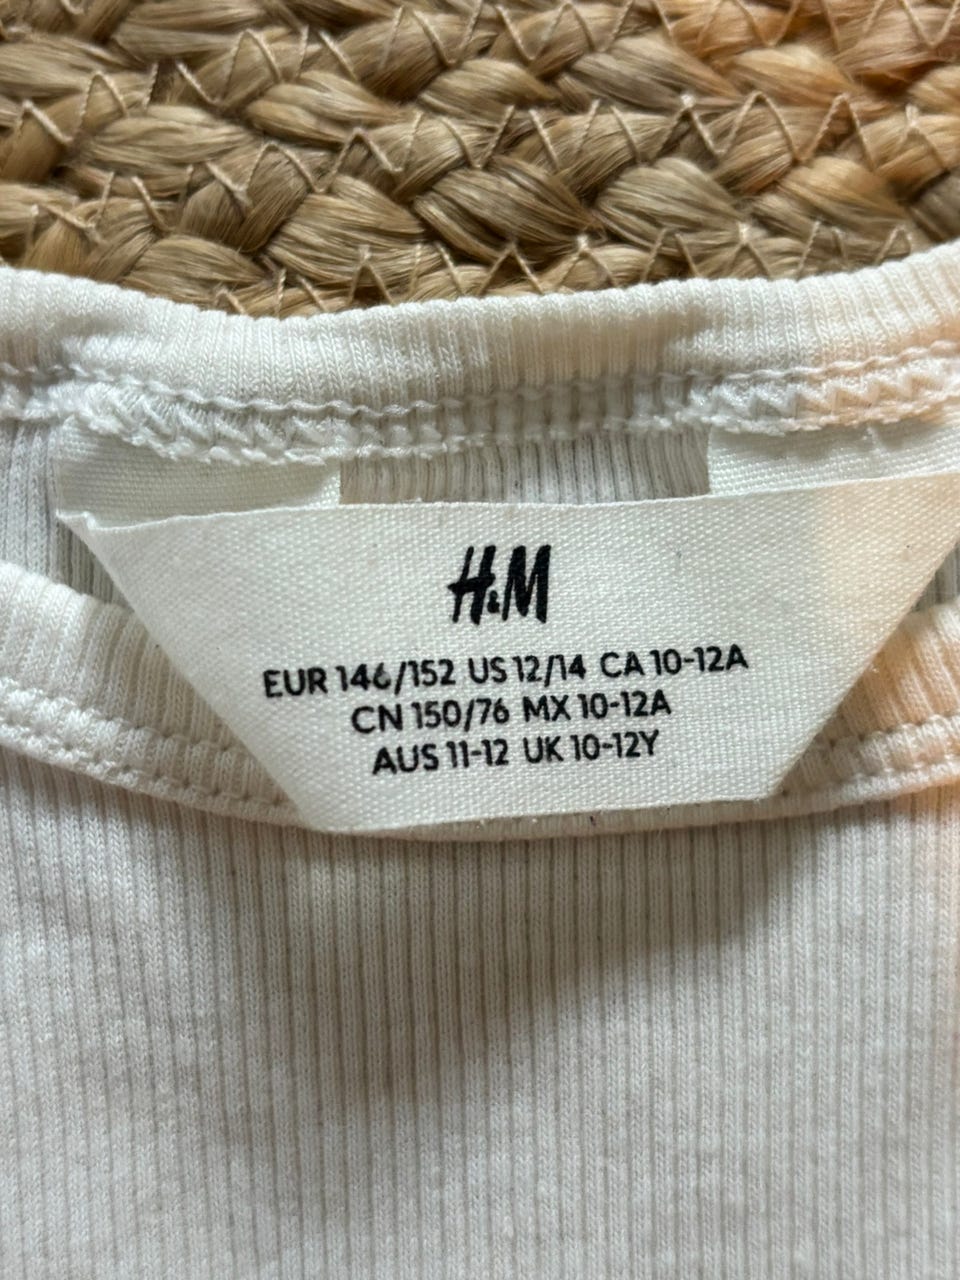 H&M
EUR 146/152 US 12/14 CA 10-12A
CN 150/76 MX 10-12A
AUS 11-12 UK 10-12Y